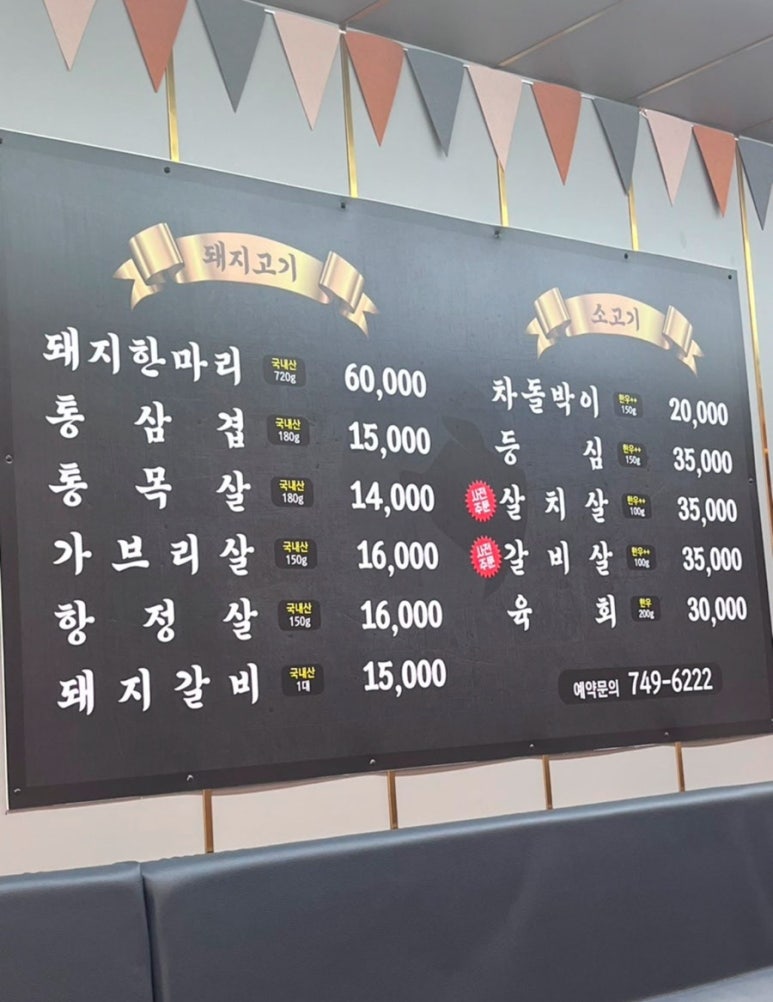 돼지고기
돼지한마리 국내산 720g 60,000
통삼겹 국내산 180g 15,000
통목살 국내산 180g 14,000
가브리살 국내산 150g 16,000
항정살 국내산 150g 16,000
돼지갈비 국내산 1대 15,000
소고기
차돌박이 한우++ 150g 20,000
등심 한우++ 150g 35,000
사전주문 살치살 한우++ 100g 35,000
사전주문 갈비살 한우++ 100g 35,000
육회 한우 200g 30,000
예약문의 749-6222